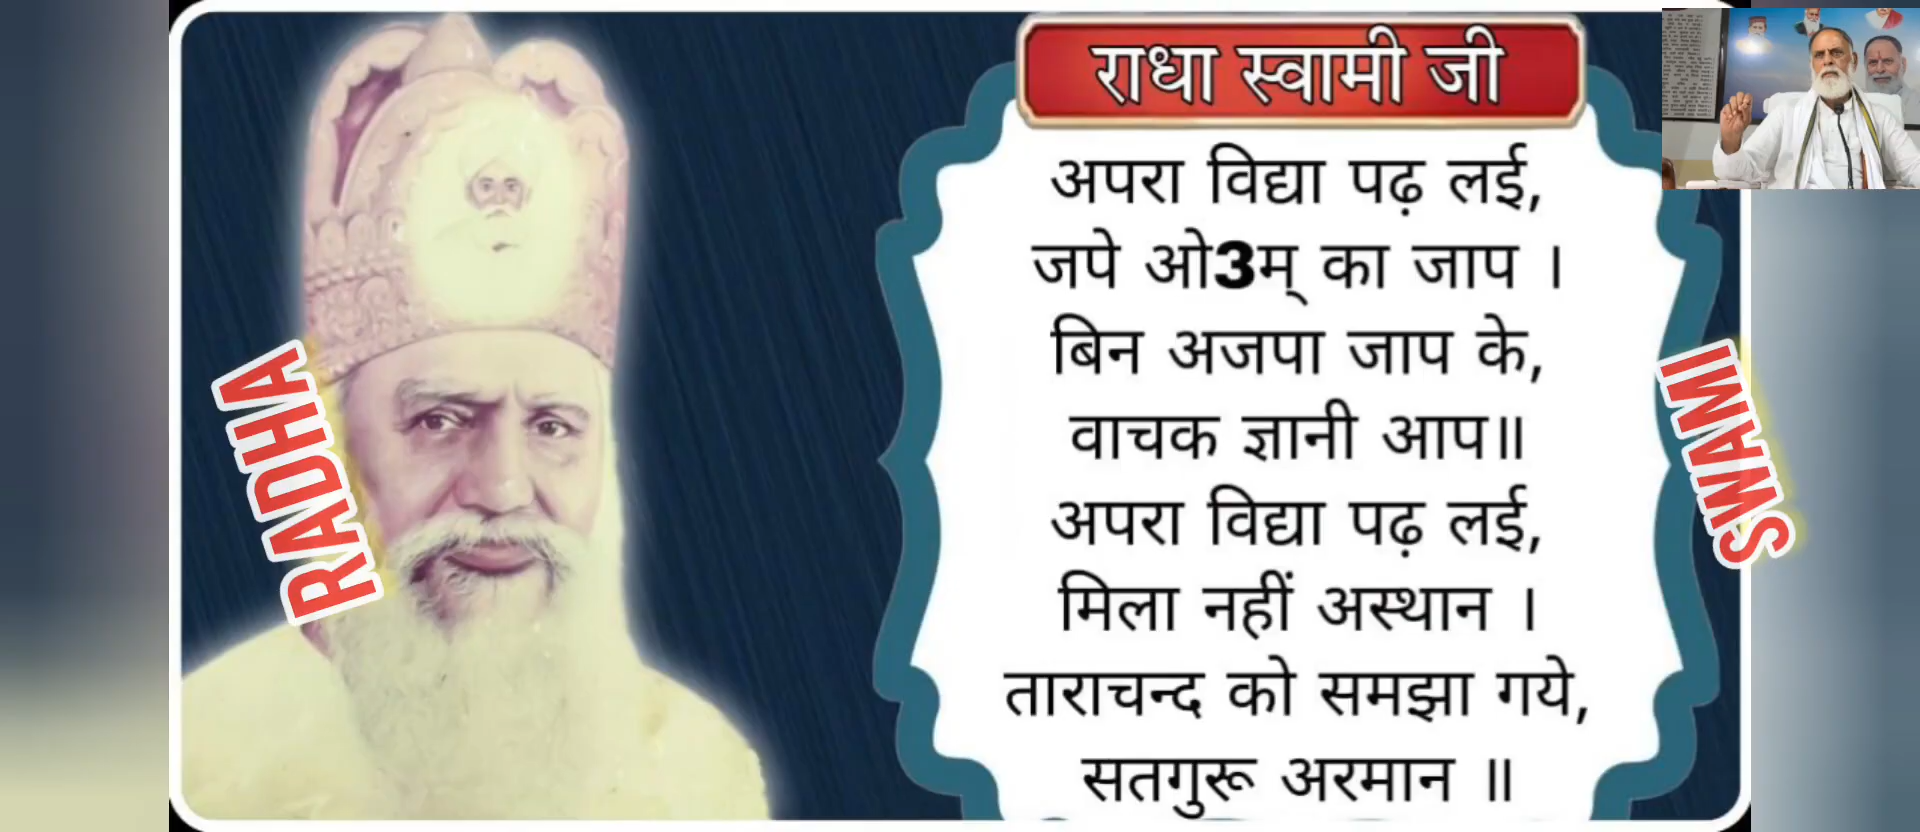 राधा स्वामी जी
अपरा विद्या पढ़ लई,
जपे ओ3म् का जाप ।
बिन अजपा जाप के,
वाचक ज्ञानी आप॥
अपरा विद्या पढ़ लई,
मिला नहीं अस्थान ।
ताराचन्द को समझा गये,
सतगुरू अरमान ॥
RADHA
SWAMI